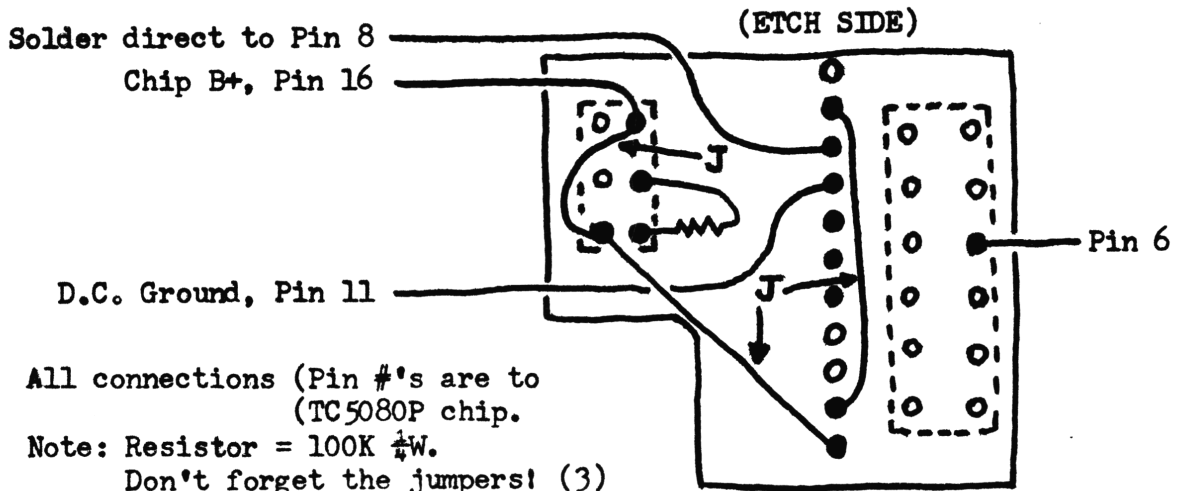 (ETCH SIDE)
Solder direct to Pin 8
Chip B+, Pin 16
J
Pin 6
D.C. Ground, Pin 11
J
All connections (Pin #'s are to
(TC5080P chip.
Note: Resistor = 100K ¼W.
Don't forget the jumpers! (3)